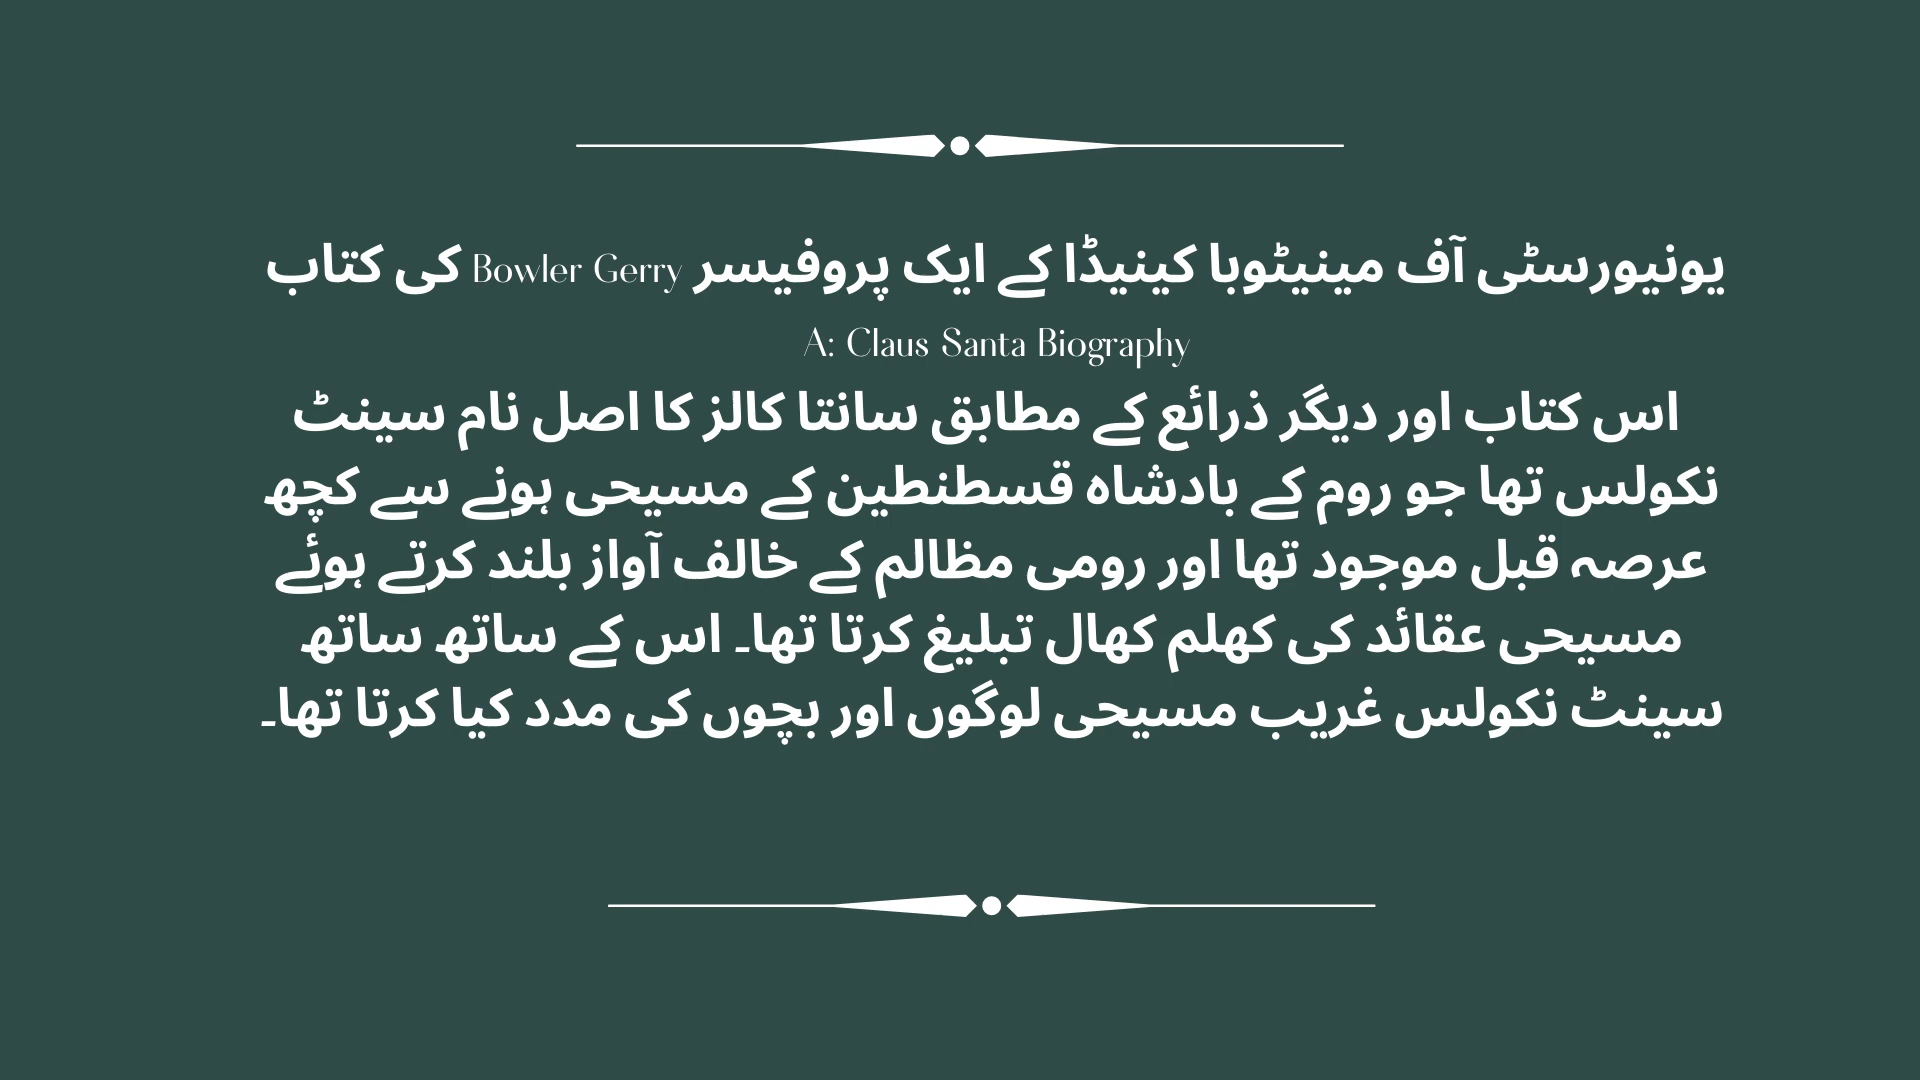 یونیورسٹی آف مینیٹوبا کینیڈا کے ایک پروفیسر Bowler Gerry کی کتاب
A: Claus Santa Biography
اس کتاب اور دیگر ذرائع کے مطابق سانتا کالز کا اصل نام سینٹ
نکولس تھا جو روم کے بادشاہ قسطنطین کے مسیحی ہونے سے کچھ
عرصہ قبل موجود تھا اور رومی مظالم کے خالف آواز بلند کرتے ہوئے
مسیحی عقائد کی کھلم کھال تبلیغ کرتا تھا۔ اس کے ساتھ ساتھ
سینٹ نکولس غریب مسیحی لوگوں اور بچوں کی مدد کیا کرتا تھا۔